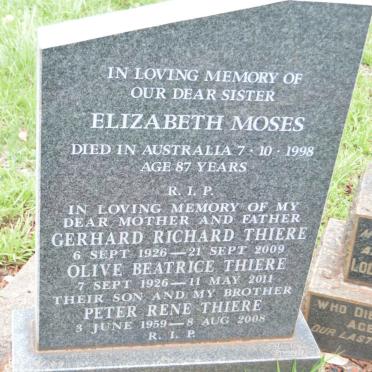 IN LOVING MEMORY OF
OUR DEAR SISTER
ELIZABETH MOSES
DIED IN AUSTRALIA 7·10·1998
AGE 87 YEARS
R.I.P.
IN LOVING MEMORY OF MY
DEAR MOTHER AND FATHER
GERHARD RICHARD THIERE
6 SEPT 1926—21 SEPT 2009
OLIVE BEATRICE THIERE
7 SEPT 1926—11 MAY 2011
THEIR SON AND MY BROTHER
PETER RENE THIERE
3 JUNE 1959—8 AUG 2008
R.I.P.
WHO DIE
AGE
OUR LAST